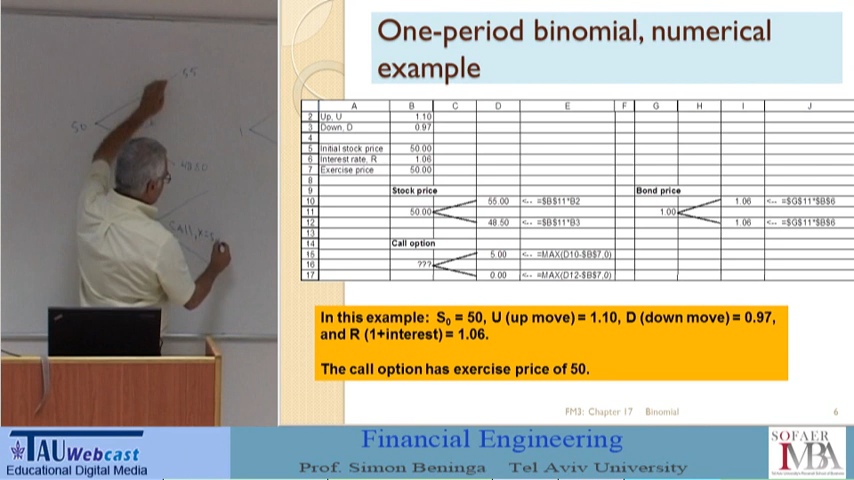 One-period binomial, numerical
example
A B C D E F G H I J
2 Up, U 1.10
3 Down, D 0.97
4
5 Initial stock price 50.00
6 Interest rate, R 1.06
7 Exercise price 50.00
8
9 Stock price Bond price
10 55.00 <-- =$B$11*B2 1.06 <-- =$G$11*$B$6
11 50.00 1.00
12 48.50 <-- =$B$11*B3 1.06 <-- =$G$11*$B$6
13
14 Call option
15 5.00 <-- =MAX(D10-$B$7,0)
16 ???
17 0.00 <-- =MAX(D12-$B$7,0)
In this example: S0 = 50, U (up move) = 1.10, D (down move) = 0.97,
and R (1+interest) = 1.06.
The call option has exercise price of 50.
FM3: Chapter 17 Binomial 6
55
50
CALL,
TAU Webcast
Educational Digital Media
Financial Engineering
Prof. Simon Beninga Tel Aviv University
SOFAER
IMBA